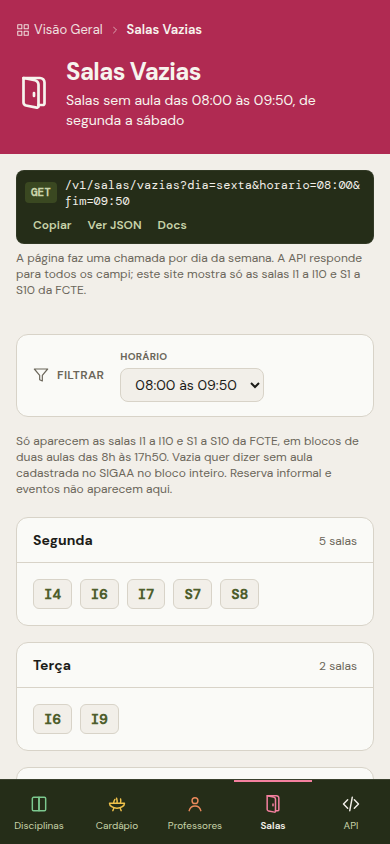 Visão Geral > Salas Vazias
Salas Vazias
Salas sem aula das 08:00 às 09:50, de
segunda a sábado
GET /v1/salas/vazias?dia=sexta&horario=08:00&
fim=09:50
Copiar Ver JSON Docs
A página faz uma chamada por dia da semana. A API responde
para todos os campi; este site mostra só as salas I1 a I10 e S1 a
S10 da FCTE.
HORÁRIO
FILTRAR
08:00 às 09:50
Só aparecem as salas I1 a I10 e S1 a S10 da FCTE, em blocos de
duas aulas das 8h às 17h50. Vazia quer dizer sem aula
cadastrada no SIGAA no bloco inteiro. Reserva informal e
eventos não aparecem aqui.
Segunda 5 salas
I4 I6 I7 S7 S8
Terça 2 salas
I6 I9
Disciplinas Cardápio Professores Salas API